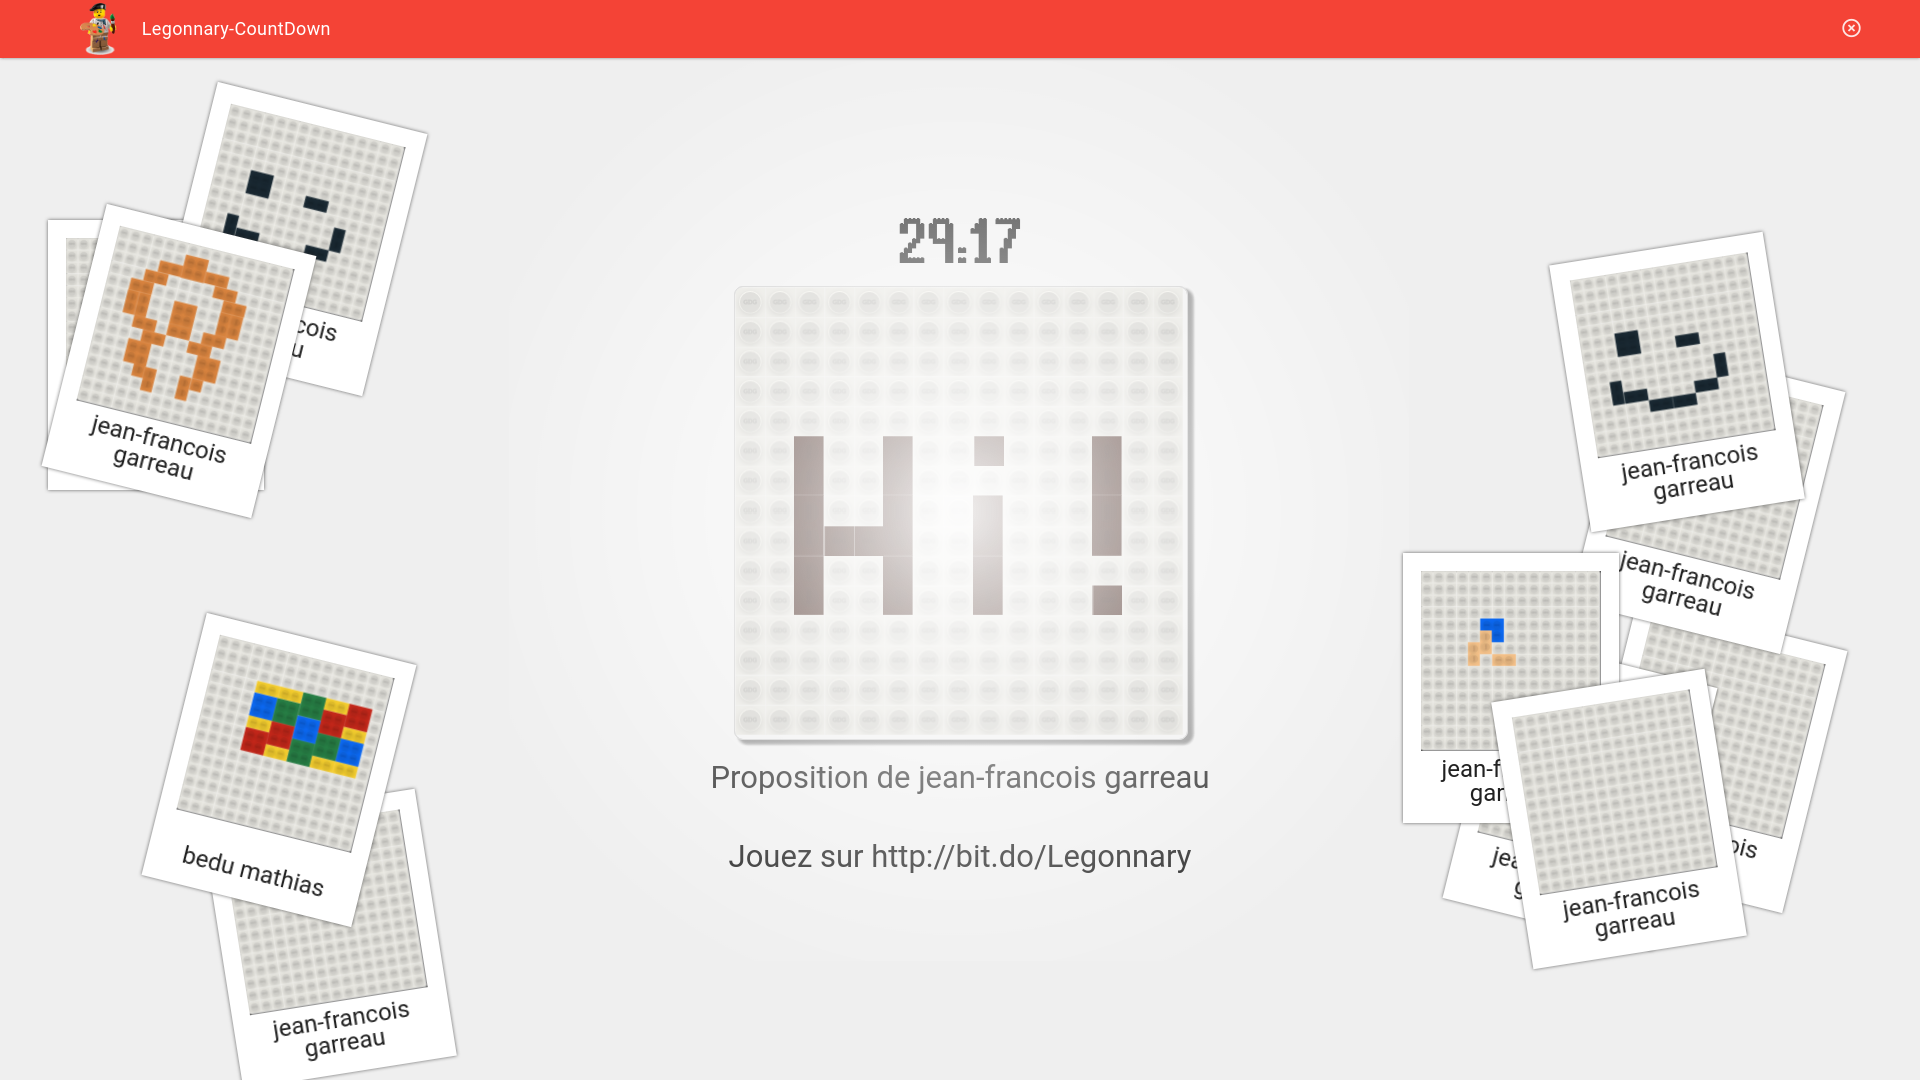 Legonnary-CountDown
cois
u
jean-francois
garreau
29:17
Hi!
Proposition de jean-francois garreau
Jouez sur http://bit.do/Legonnary
jean-francois
garreau
jean-francois
garreau
jean-f
gar
jea
g
ois
jean-francois
garreau
bedu mathias
jean-francois
garreau